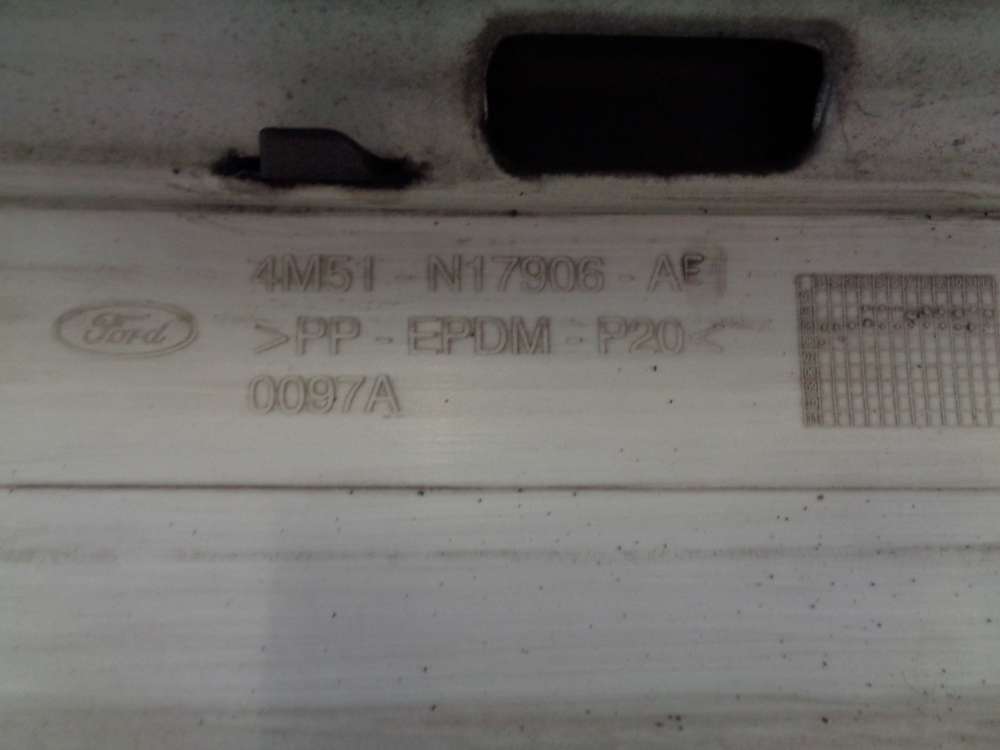 4M51 - N17906 - AE
Ford
>PP - EPDM - P20<
0097A